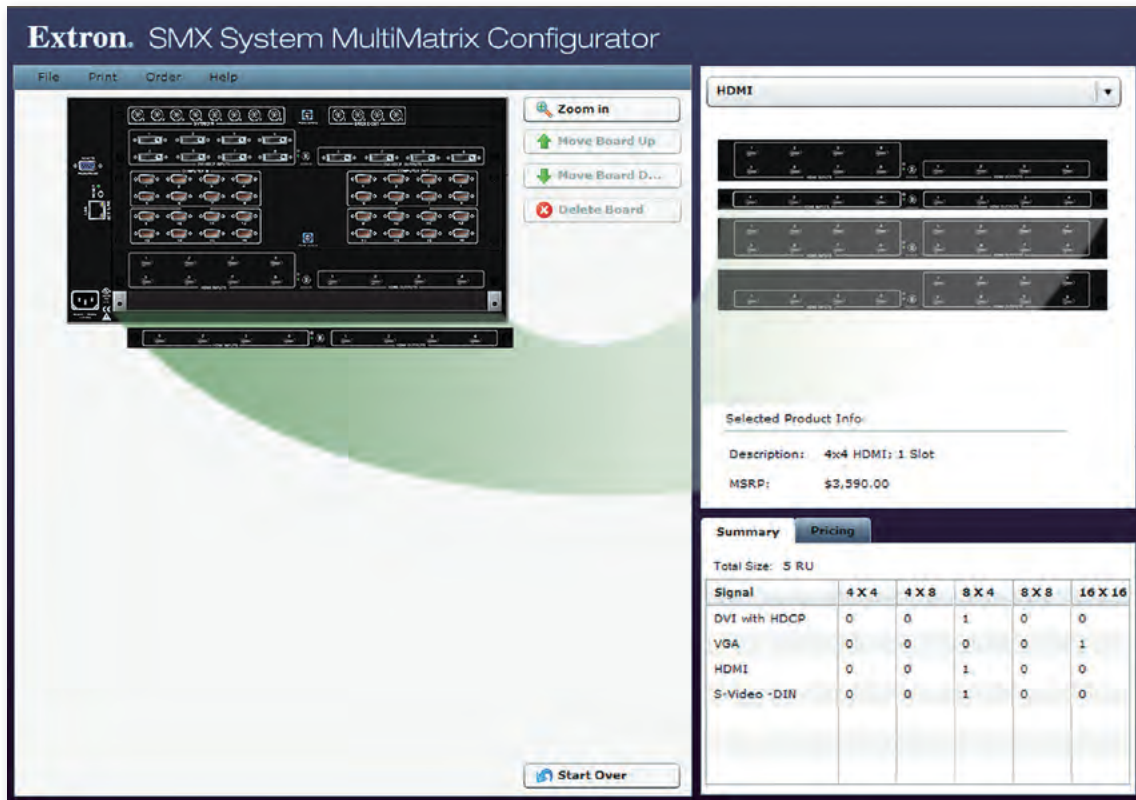 Extron. SMX System MultiMatrix Configurator
File Print Order Help
Zoom in
Move Board Up
Move Board D...
Delete Board
Start Over
HDMI
Selected Product Info
Description: 4x4 HDMI; 1 Slot
MSRP: $3,590.00
Summary Pricing
Total Size: 5 RU
Signal 4 X 4 4 X 8 8 X 4 8 X 8 16 X 16
DVI with HDCP 0 0 1 0 0
VGA 0 0 0 0 1
HDMI 0 0 1 0 0
S-Video -DIN 0 0 1 0 0